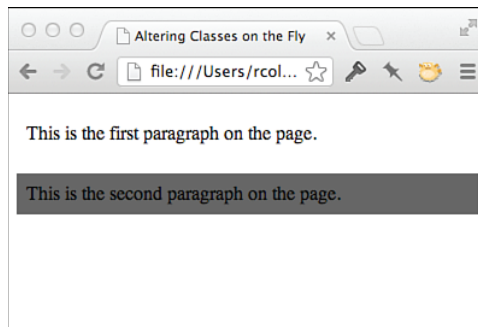 Altering Classes on the Fly
file:///Users/rcol...
This is the first paragraph on the page.
This is the second paragraph on the page.